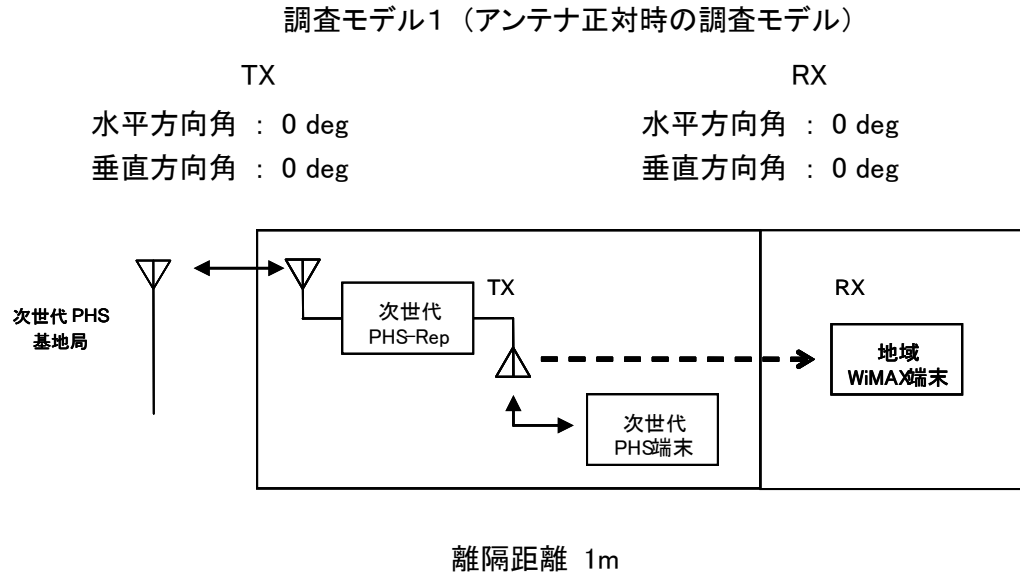 調査モデル1 (アンテナ正対時の調査モデル)
TX
水平方向角 : 0 deg
垂直方向角 : 0 deg
RX
水平方向角 : 0 deg
垂直方向角 : 0 deg
次世代 PHS
基地局
次世代
PHS-Rep
TX
次世代
PHS端末
RX
地域
WiMAX端末
離隔距離 1m